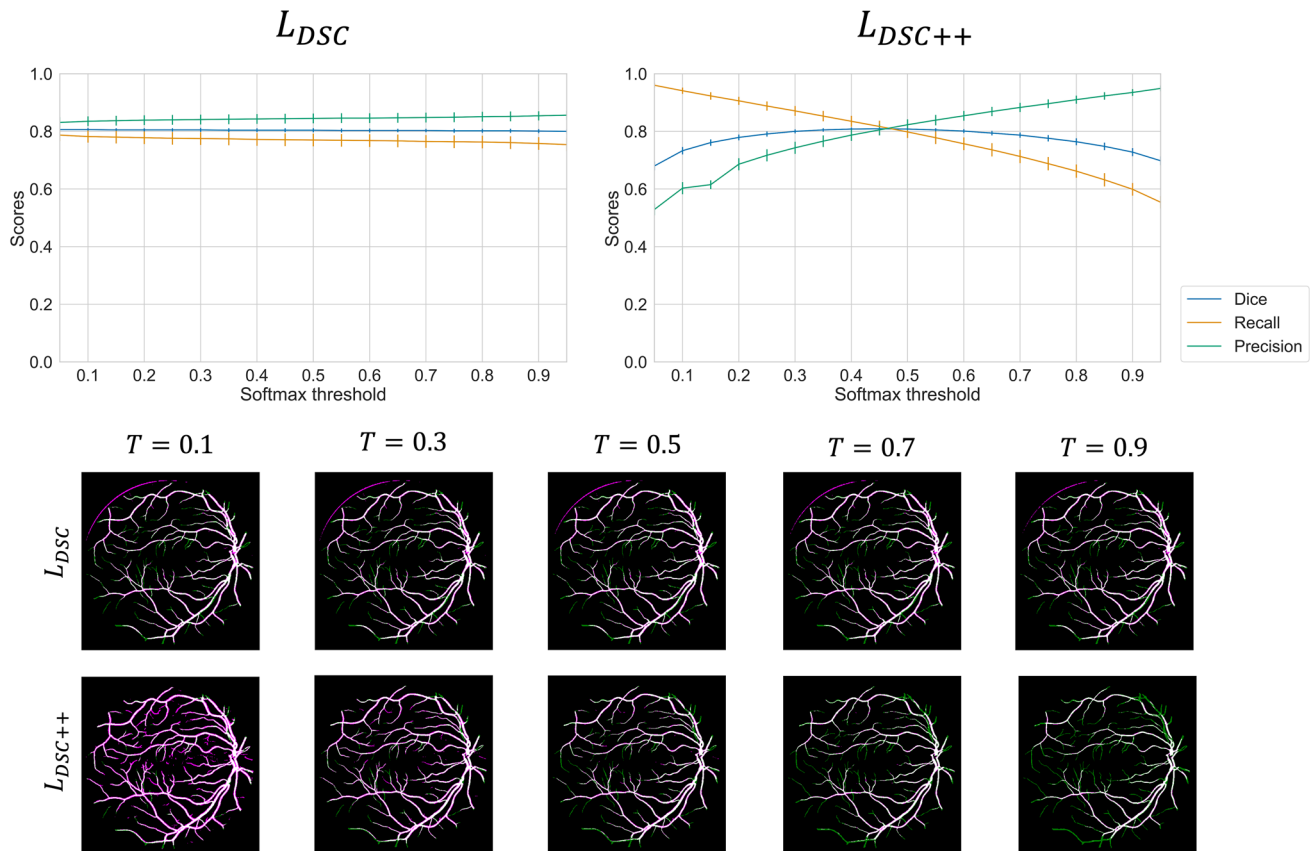 L_DSC
L_DSC++
1.0
0.8
0.6
0.4
0.2
0.0
Scores
0.1 0.2 0.3 0.4 0.5 0.6 0.7 0.8 0.9
Softmax threshold
1.0
0.8
0.6
0.4
0.2
0.0
Scores
0.1 0.2 0.3 0.4 0.5 0.6 0.7 0.8 0.9
Softmax threshold
Dice
Recall
Precision
T = 0.1 T = 0.3 T = 0.5 T = 0.7 T = 0.9
L_DSC
L_DSC++